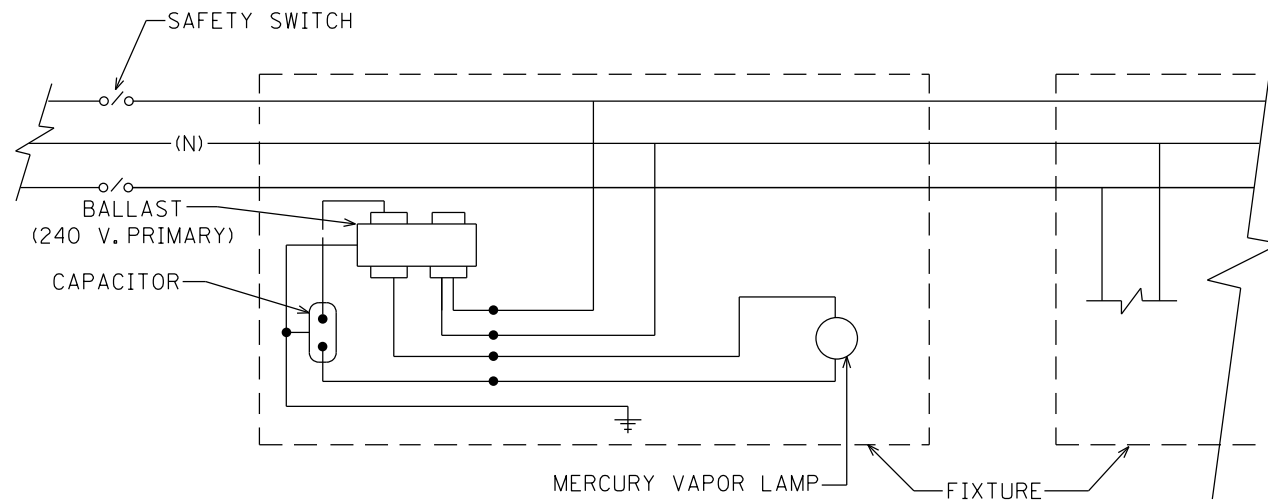 SAFETY SWITCH
(N)
BALLAST
(240 V. PRIMARY)
CAPACITOR
MERCURY VAPOR LAMP
FIXTURE